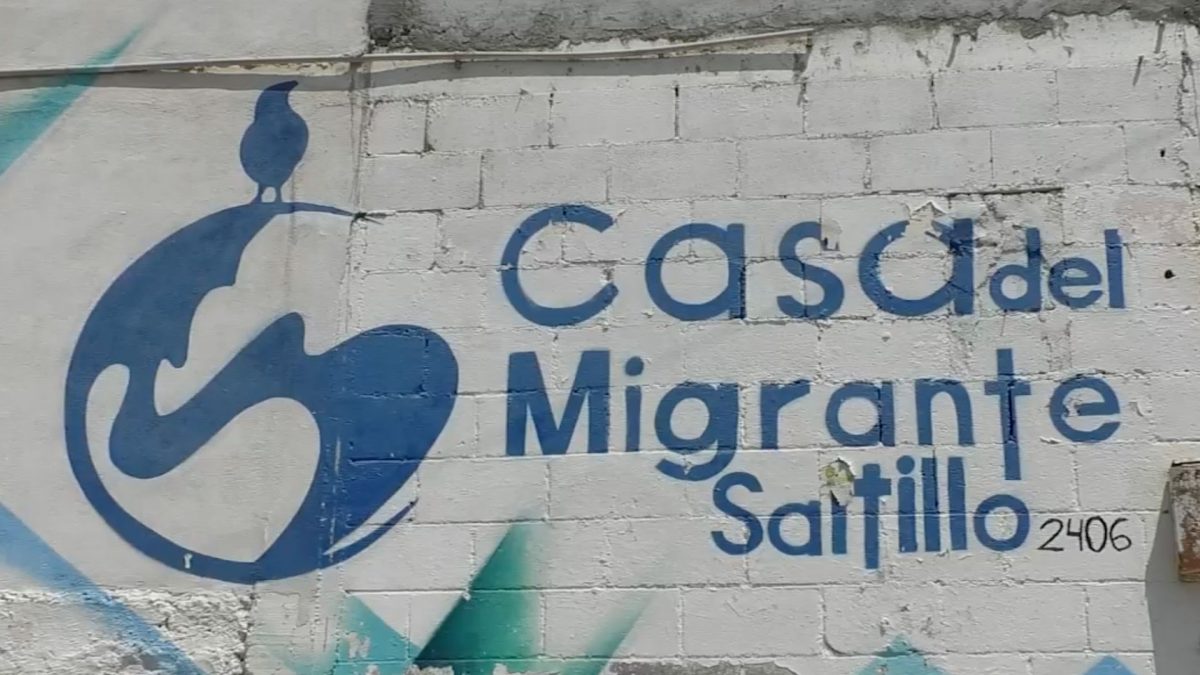 Casa del
Migrante
Saltillo 2406